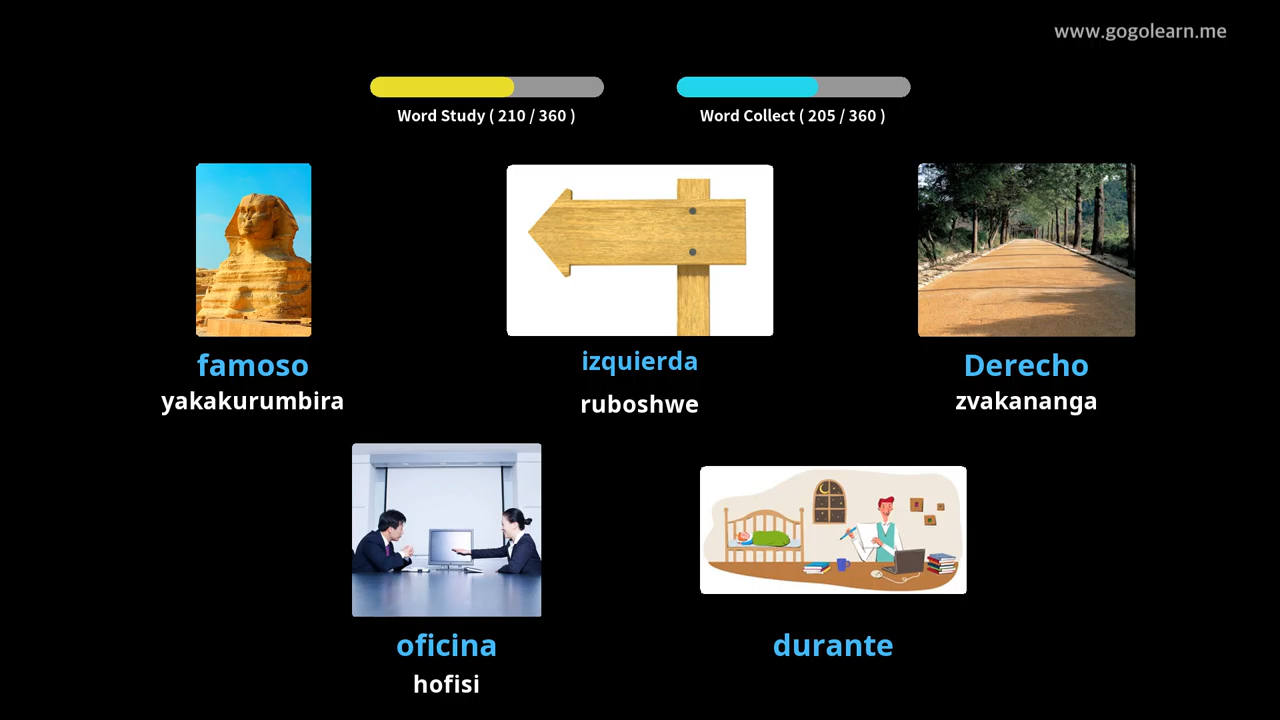 www.gogolearn.me
Word Study ( 210 / 360 )
Word Collect ( 205 / 360 )
famoso
yakakurumbira
izquierda
ruboshwe
Derecho
zvakananga
oficina
hofisi
durante